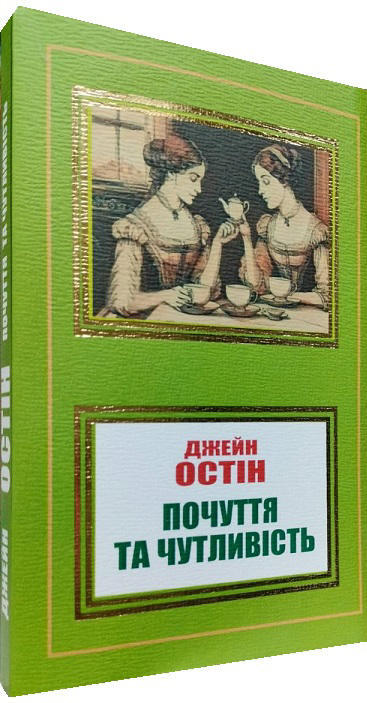 ДЖЕЙН
ОСТІН
ПОЧУТТЯ
ТА ЧУТЛИВІСТЬ
ДЖЕЙН ОСТІН ПОЧУТТЯ ТА ЧУТЛИВІСТЬ